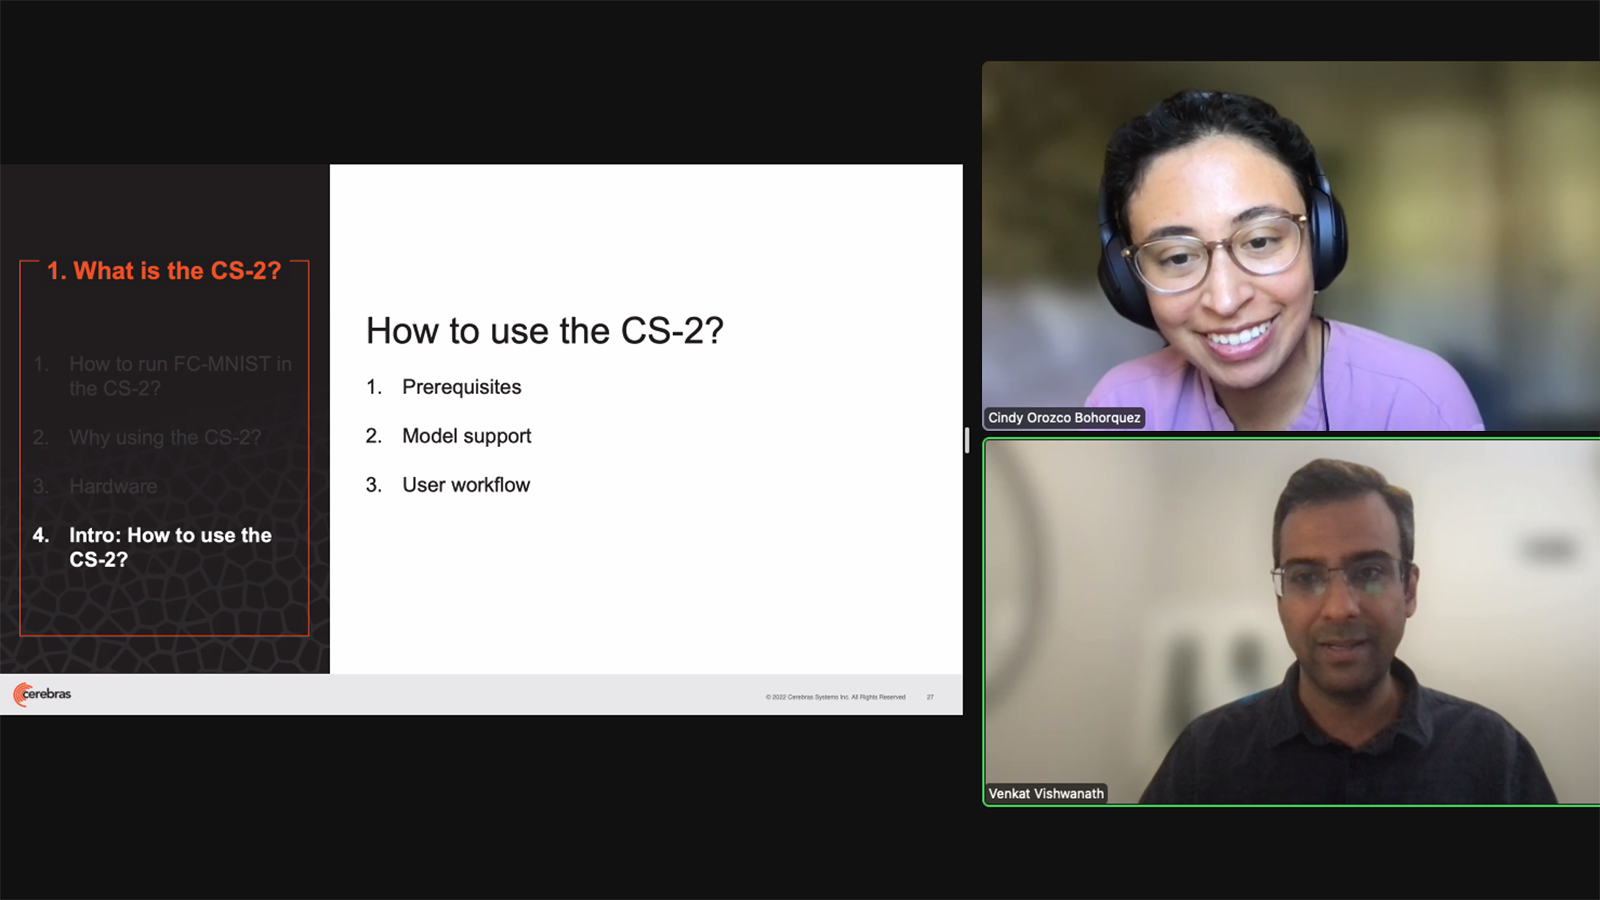 1. What is the CS-2?
1. How to run FC-MNIST in
the CS-2?
2. Why using the CS-2?
3. Hardware
4. Intro: How to use the
CS-2?
How to use the CS-2?
1. Prerequisites
2. Model support
3. User workflow
cerebras
© 2022 Cerebras Systems Inc. All Rights Reserved
27
Cindy Orozco Bohorquez
Venkat Vishwanath